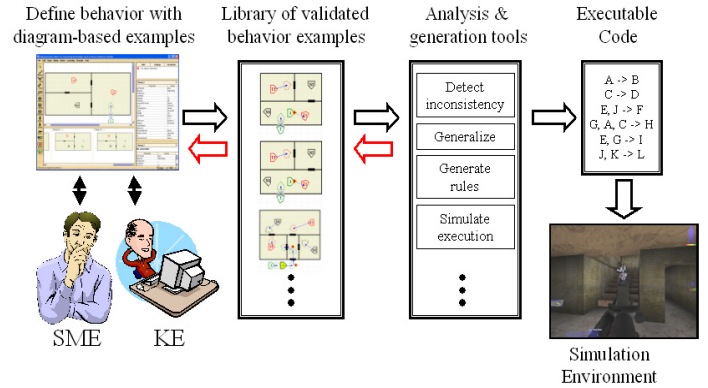 Define behavior with
diagram-based examples
Library of validated
behavior examples
Analysis &
generation tools
Executable
Code
Detect
inconsistency
Generalize
Generate
rules
Simulate
execution
A -> B
C -> D
E, J -> F
G, A, C -> H
E, G -> I
J, K -> L
SME
KE
Simulation
Environment